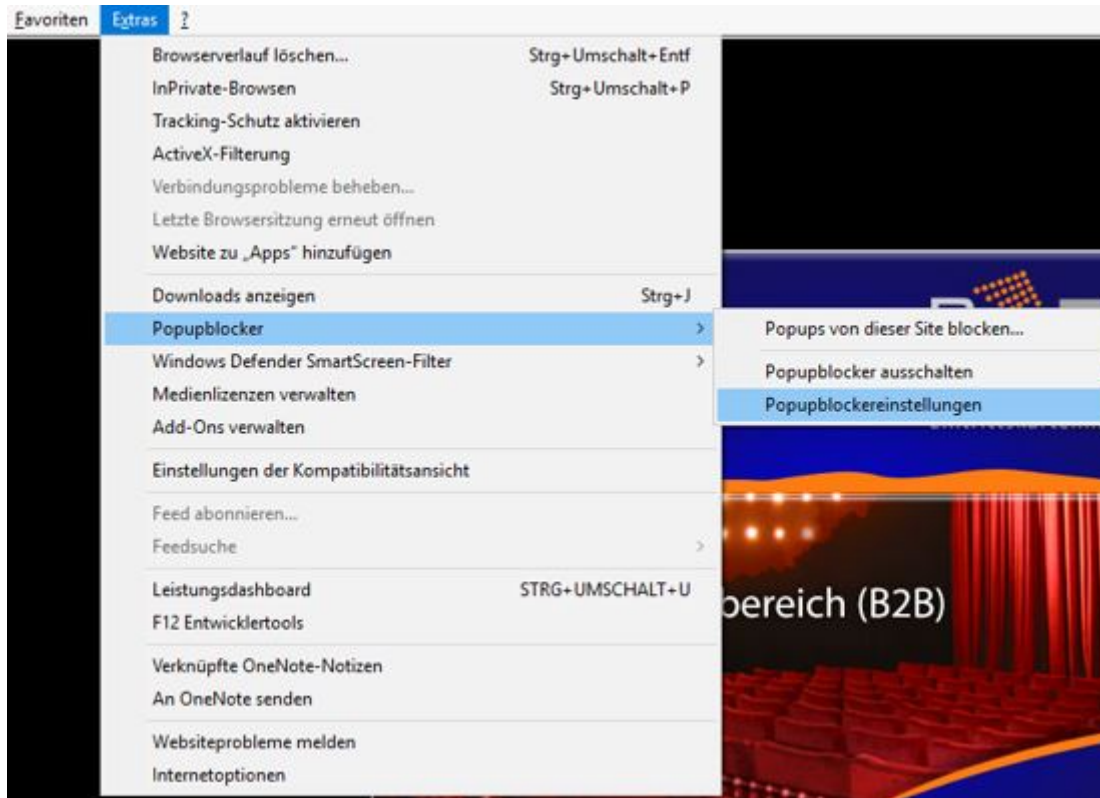 Favoriten Extras ?
Browserverlauf löschen... Strg+Umschalt+Entf
InPrivate-Browsen Strg+Umschalt+P
Tracking-Schutz aktivieren
ActiveX-Filterung
Verbindungsprobleme beheben...
Letzte Browsersitzung erneut öffnen
Website zu „Apps“ hinzufügen
Downloads anzeigen Strg+J
Popupblocker >
Popups von dieser Site blocken...
Windows Defender SmartScreen-Filter >
Popupblocker ausschalten
Medienlizenzen verwalten
Popupblockereinstellungen
Add-Ons verwalten
Einstellungen der Kompatibilitätsansicht
Feed abonnieren...
Feedsuche >
Leistungsdashboard STRG+UMSCHALT+U
bereich (B2B)
F12 Entwicklertools
Verknüpfte OneNote-Notizen
An OneNote senden
Websiteprobleme melden
Internetoptionen